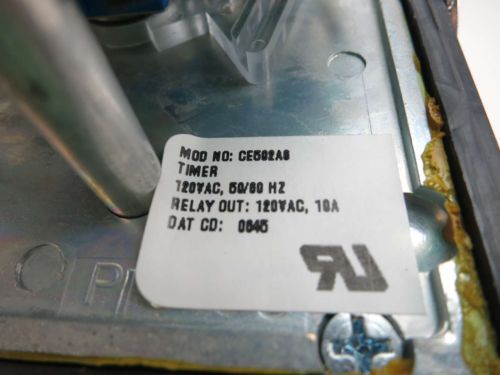 MOD NO: CE502A6
TIMER
120VAC, 50/60 HZ
RELAY OUT: 120VAC, 10A
DAT CD: 0645